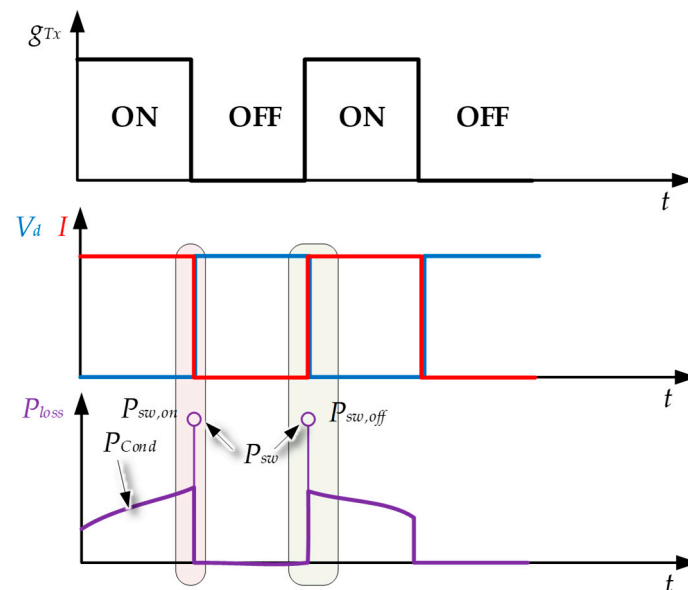 gTx
ON OFF ON OFF
t
Vd I
t
Ploss Psw,on Psw,off
PCond Psw
t